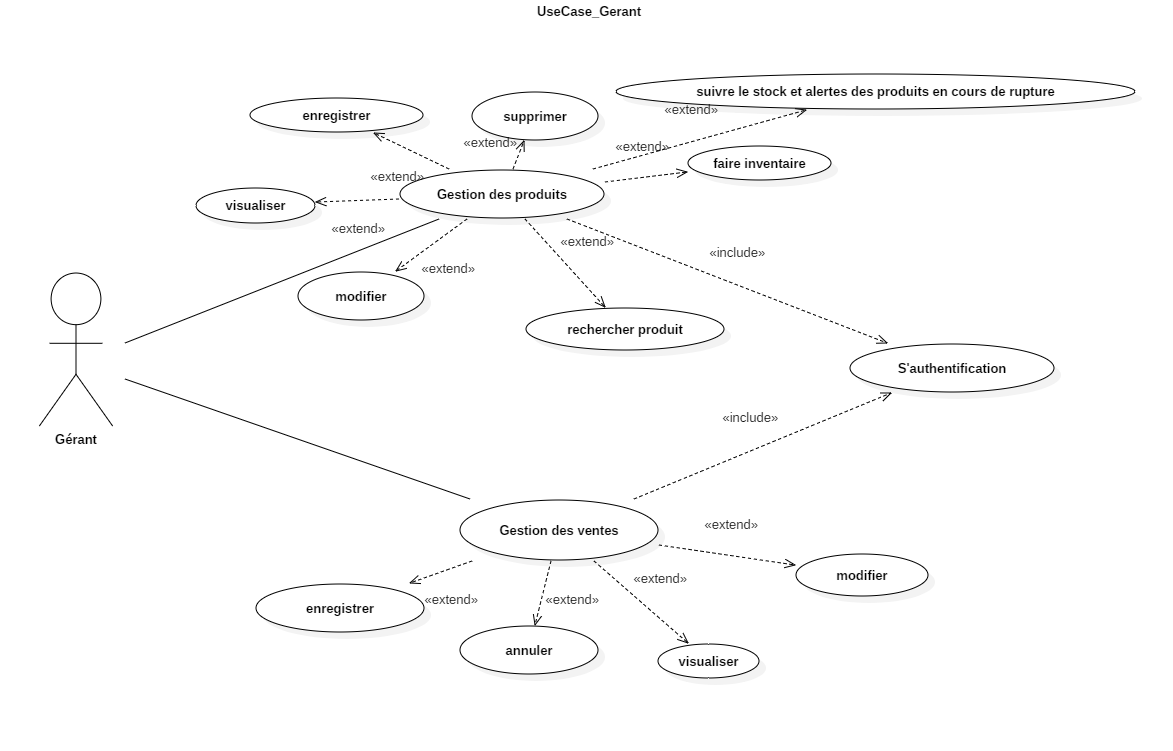 UseCase_Gerant
suivre le stock et alertes des produits en cours de rupture
enregistrer
supprimer
«extend»
«extend»
«extend»
faire inventaire
«extend»
Gestion des produits
visualiser
«extend»
«extend»
«include»
«extend»
modifier
rechercher produit
S'authentification
«include»
Gérant
Gestion des ventes
«extend»
modifier
«extend»
«extend»
«extend»
enregistrer
annuler
visualiser